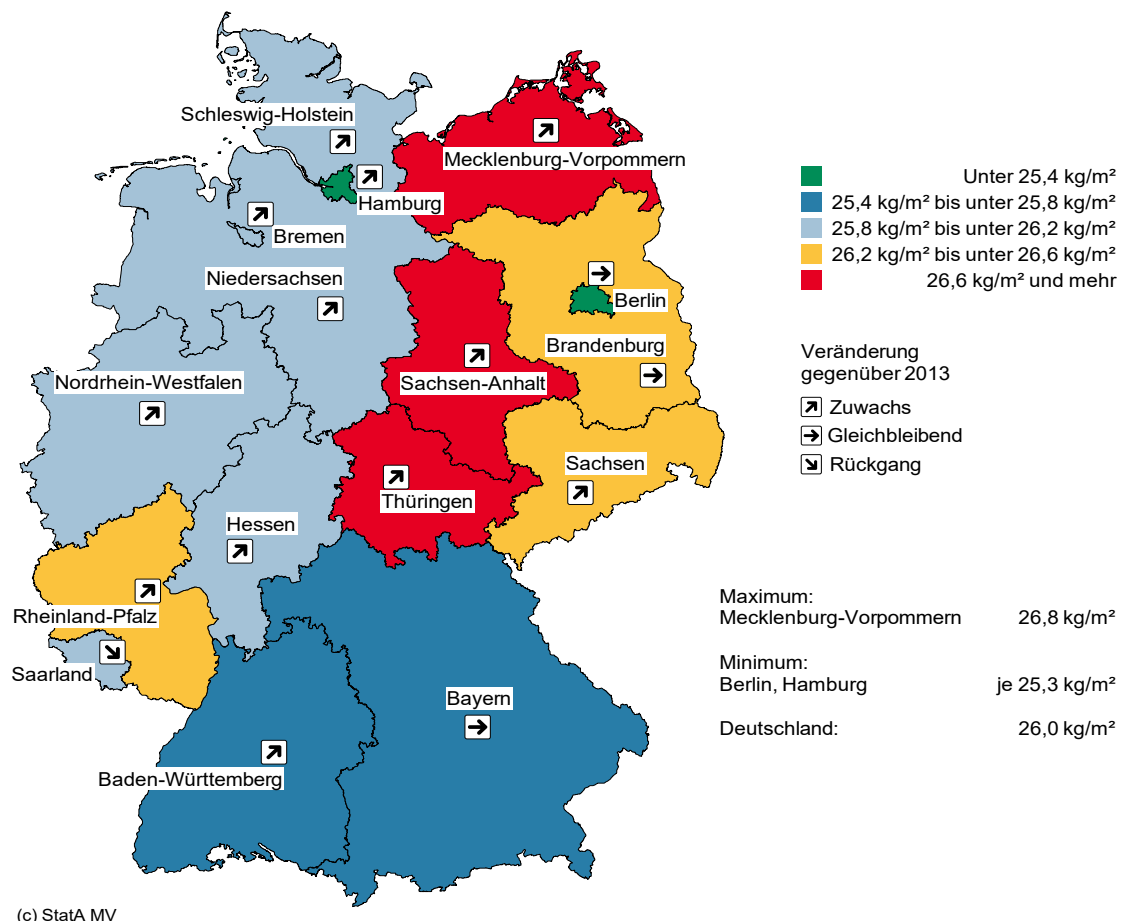 Schleswig-Holstein
Mecklenburg-Vorpommern
Hamburg
Bremen
Niedersachsen
Berlin
Brandenburg
Nordrhein-Westfalen
Sachsen-Anhalt
Sachsen
Thüringen
Hessen
Rheinland-Pfalz
Saarland
Bayern
Baden-Württemberg
Unter 25,4 kg/m²
25,4 kg/m² bis unter 25,8 kg/m²
25,8 kg/m² bis unter 26,2 kg/m²
26,2 kg/m² bis unter 26,6 kg/m²
26,6 kg/m² und mehr
Veränderung
gegenüber 2013
Zuwachs
Gleichbleibend
Rückgang
Maximum:
Mecklenburg-Vorpommern 26,8 kg/m²
Minimum:
Berlin, Hamburg je 25,3 kg/m²
Deutschland: 26,0 kg/m²
(c) StatA MV